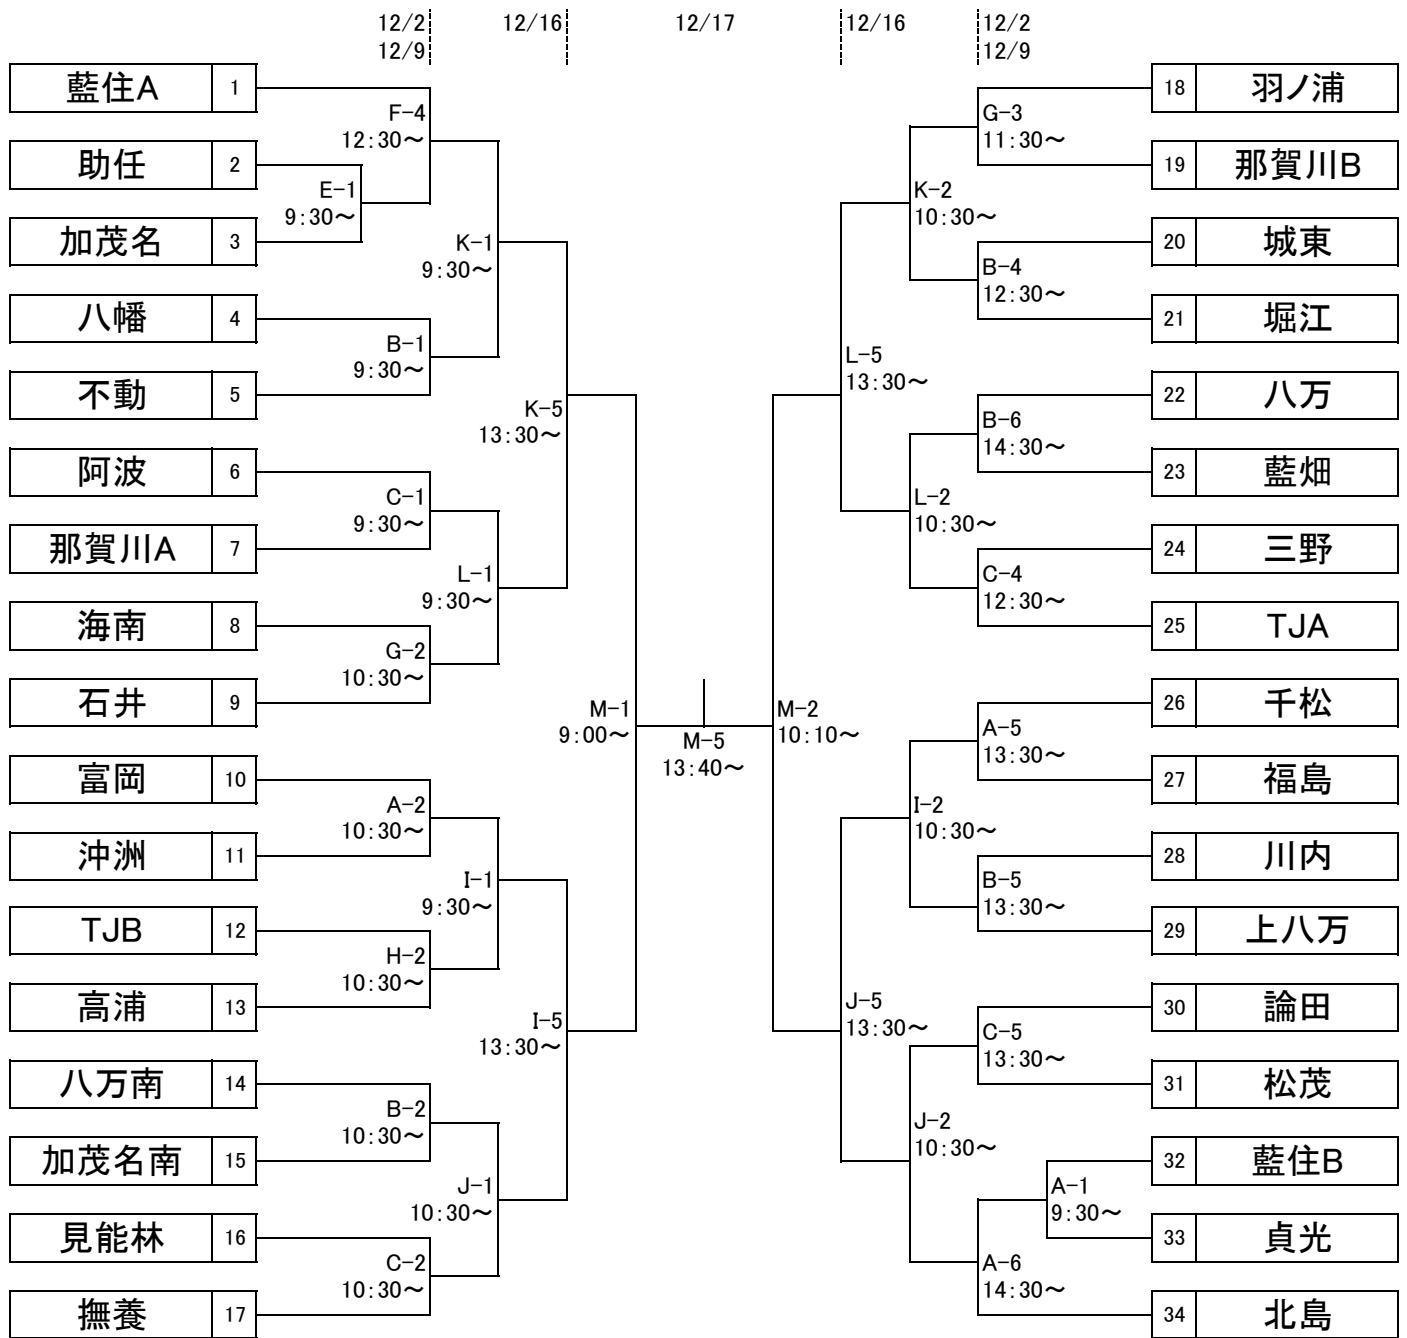 12/2
12/9
12/16
12/17
12/16
12/2
12/9
藍住A 1
F-4
12:30～
助任 2
E-1
9:30～
加茂名 3
K-1
9:30～
八幡 4
B-1
9:30～
不動 5
K-5
13:30～
阿波 6
C-1
9:30～
那賀川A 7
L-1
9:30～
海南 8
G-2
10:30～
石井 9
M-1
9:00～
富岡 10
A-2
10:30～
沖洲 11
I-1
9:30～
TJB 12
H-2
10:30～
高浦 13
I-5
13:30～
八万南 14
B-2
10:30～
加茂名南 15
J-1
10:30～
見能林 16
C-2
10:30～
撫養 17
M-5
13:40～
18 羽ノ浦
G-3
11:30～
19 那賀川B
K-2
10:30～
20 城東
B-4
12:30～
21 堀江
L-5
13:30～
22 八万
B-6
14:30～
23 藍畑
L-2
10:30～
24 三野
C-4
12:30～
25 TJA
M-2
10:10～
26 千松
A-5
13:30～
27 福島
I-2
10:30～
28 川内
B-5
13:30～
29 上八万
J-5
13:30～
30 論田
C-5
13:30～
31 松茂
J-2
10:30～
32 藍住B
A-1
9:30～
33 貞光
A-6
14:30～
34 北島